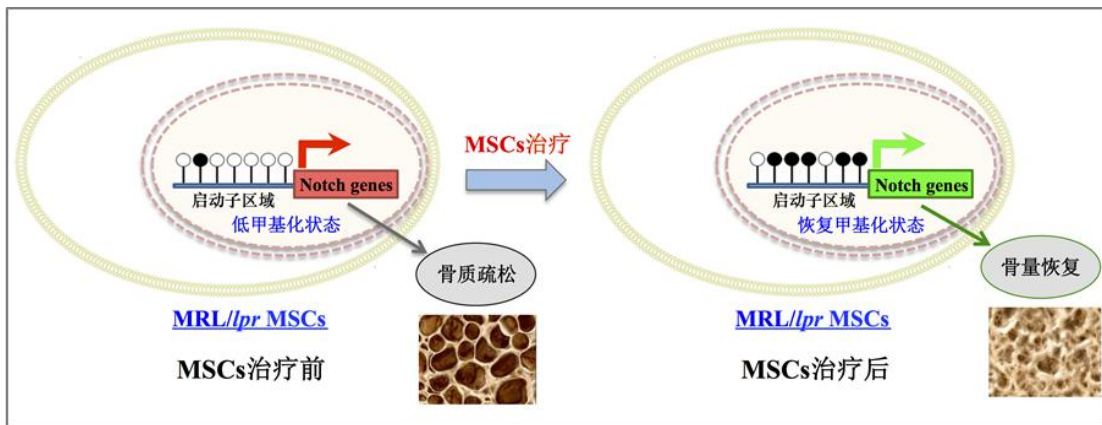 Notch genes
启动子区域
低甲基化状态
骨质疏松
MRL/lpr MSCs
MSCs治疗前
MSCs治疗
Notch genes
启动子区域
恢复甲基化状态
骨量恢复
MRL/lpr MSCs
MSCs治疗后